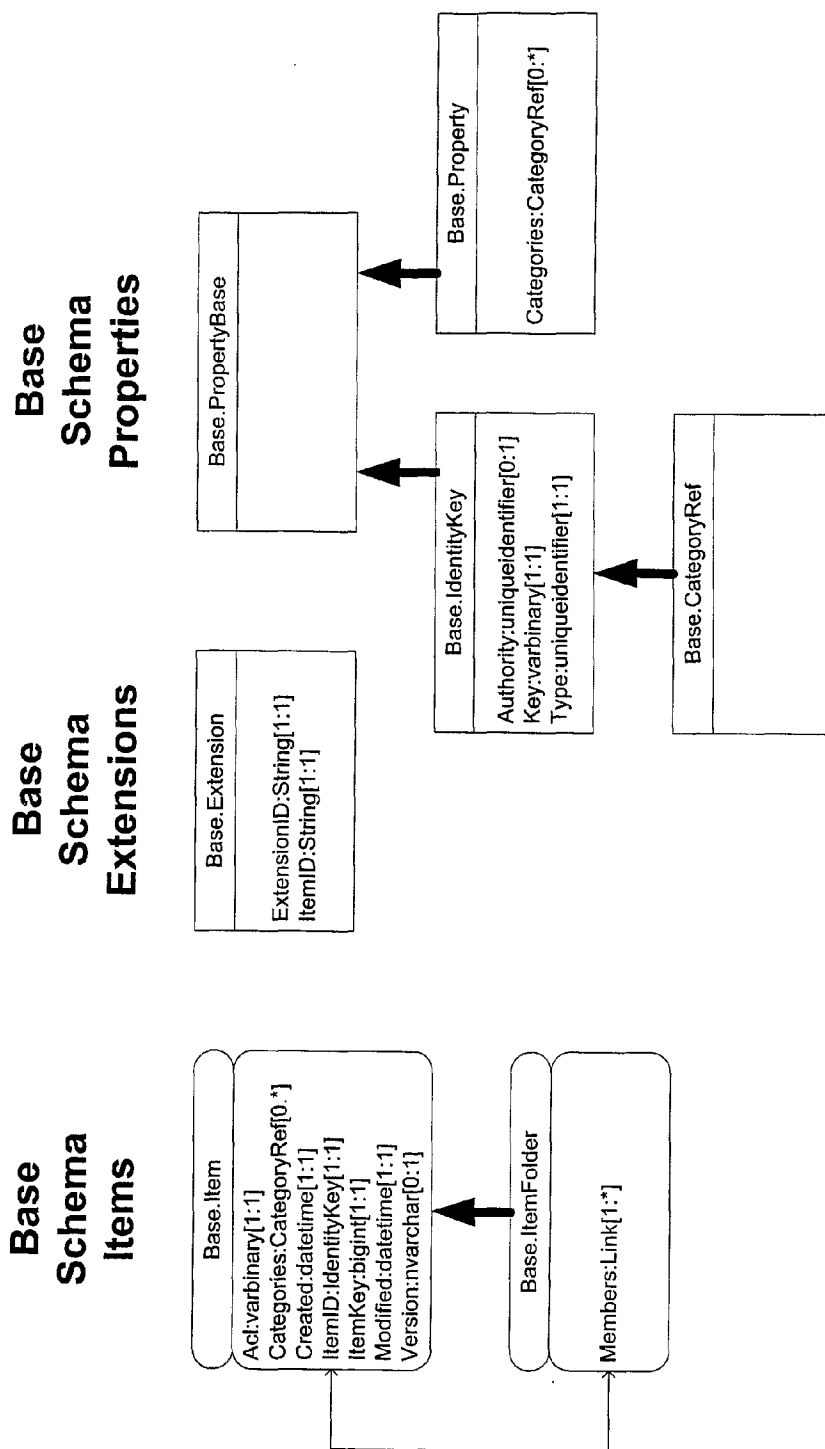 Base
Schema
Items
Base.Item
Acl:varbinary[1:1]
Categories:CategoryRef[0.*]
Created:datetime[1:1]
ItemID:IdentityKey[1:1]
ItemKey:bigint[1:1]
Modified:datetime[1:1]
Version:nvarchar[0:1]
Base.ItemFolder
Members:Link[1:*]
Base
Schema
Extensions
Base.Extension
ExtensionID:String[1:1]
ItemID:String[1:1]
Base
Schema
Properties
Base.PropertyBase
Base.IdentityKey
Authority:uniqueidentifier[0:1]
Key:varbinary[1:1]
Type:uniqueidentifier[1:1]
Base.Property
Categories:CategoryRef[0:*]
Base.CategoryRef